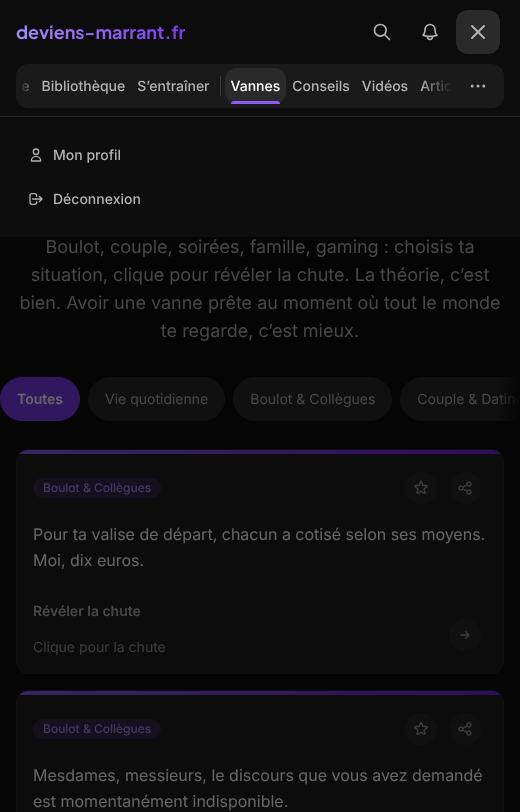 deviens-marrant.fr
e Bibliothèque S’entraîner Vannes Conseils Vidéos Artic
Mon profil
Déconnexion
Boulot, couple, soirées, famille, gaming : choisis ta
situation, clique pour révéler la chute. La théorie, c’est
bien. Avoir une vanne prête au moment où tout le monde
te regarde, c’est mieux.
Toutes Vie quotidienne Boulot & Collègues Couple & Datin
Boulot & Collègues
Pour ta valise de départ, chacun a cotisé selon ses moyens.
Moi, dix euros.
Révéler la chute
Clique pour la chute
Boulot & Collègues
Mesdames, messieurs, le discours que vous avez demandé
est momentanément indisponible.